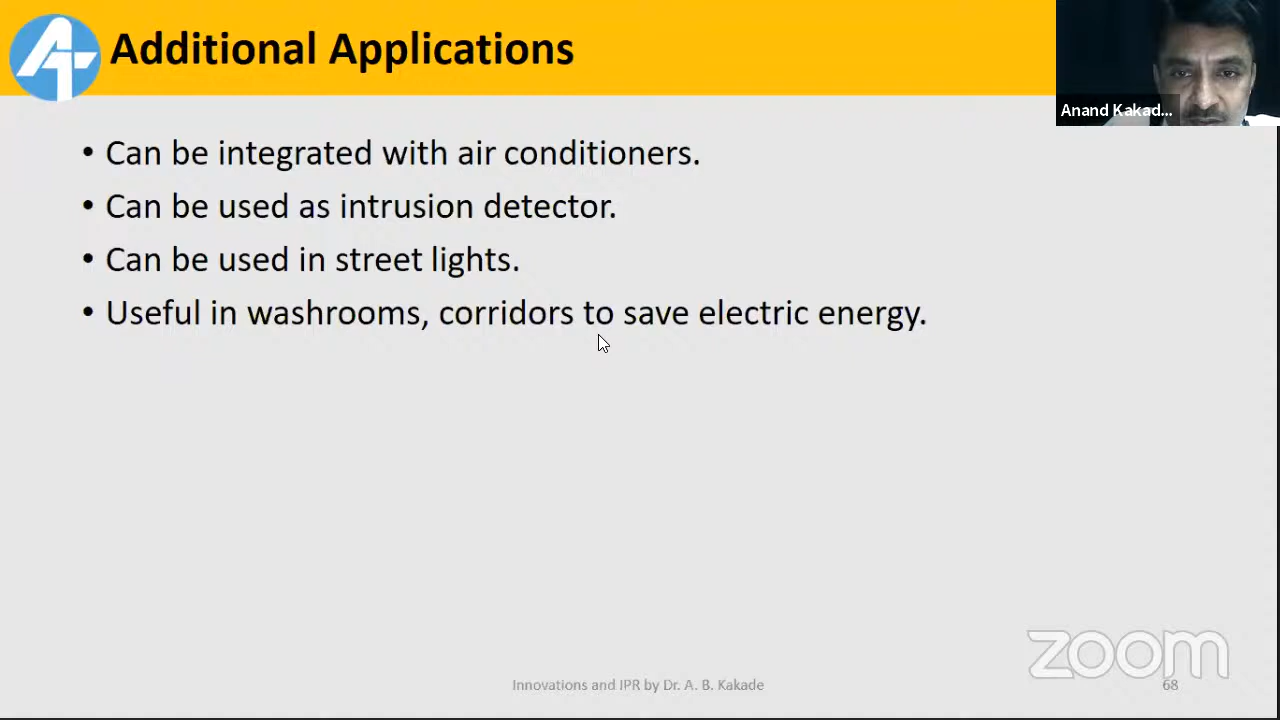 AT
Additional Applications
Anand Kakad...
• Can be integrated with air conditioners.
• Can be used as intrusion detector.
• Can be used in street lights.
• Useful in washrooms, corridors to save electric energy.
zoom
Innovations and IPR by Dr. A. B. Kakade
68